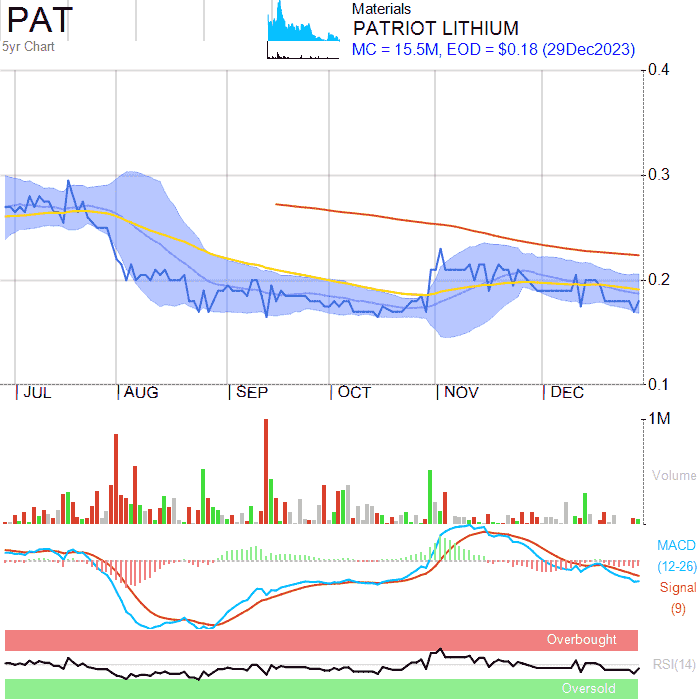 PAT
5yr Chart
Materials
PATRIOT LITHIUM
MC = 15.5M, EOD = $0.18 (29Dec2023)
0.4
0.3
0.2
0.1
JUL AUG SEP OCT NOV DEC
1M
Volume
MACD
(12-26)
Signal
(9)
Overbought
RSI(14)
Oversold